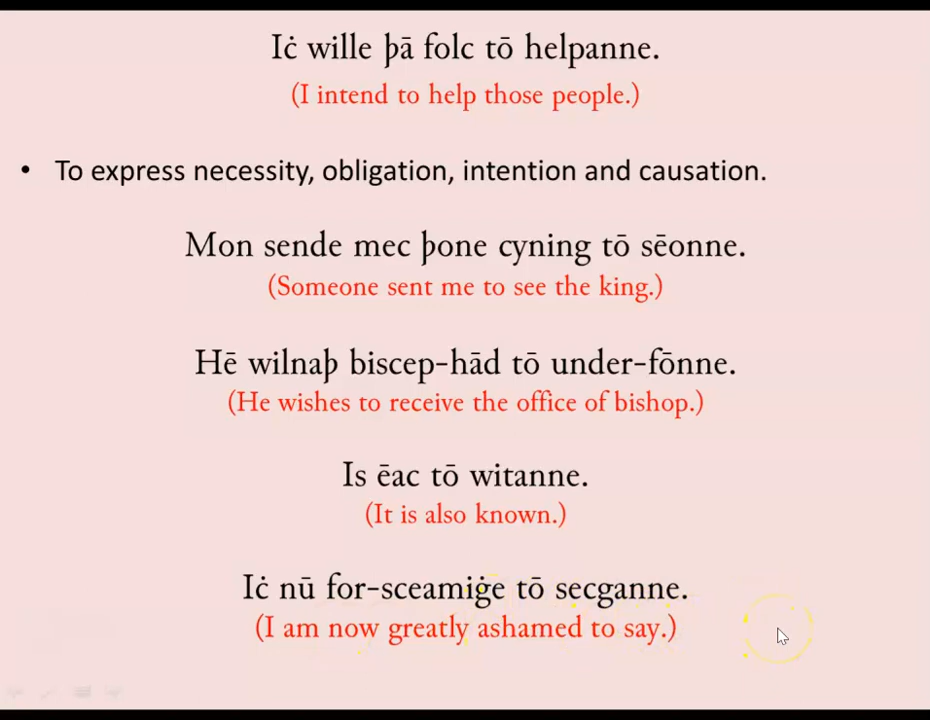 Iċ wille þā folc tō helpanne.
(I intend to help those people.)
• To express necessity, obligation, intention and causation.
Mon sende mec þone cyning tō sēonne.
(Someone sent me to see the king.)
Hē wilnaþ biscep-hād tō under-fōnne.
(He wishes to receive the office of bishop.)
Is ēac tō witanne.
(It is also known.)
Iċ nū for-sceamiġe tō secganne.
(I am now greatly ashamed to say.)